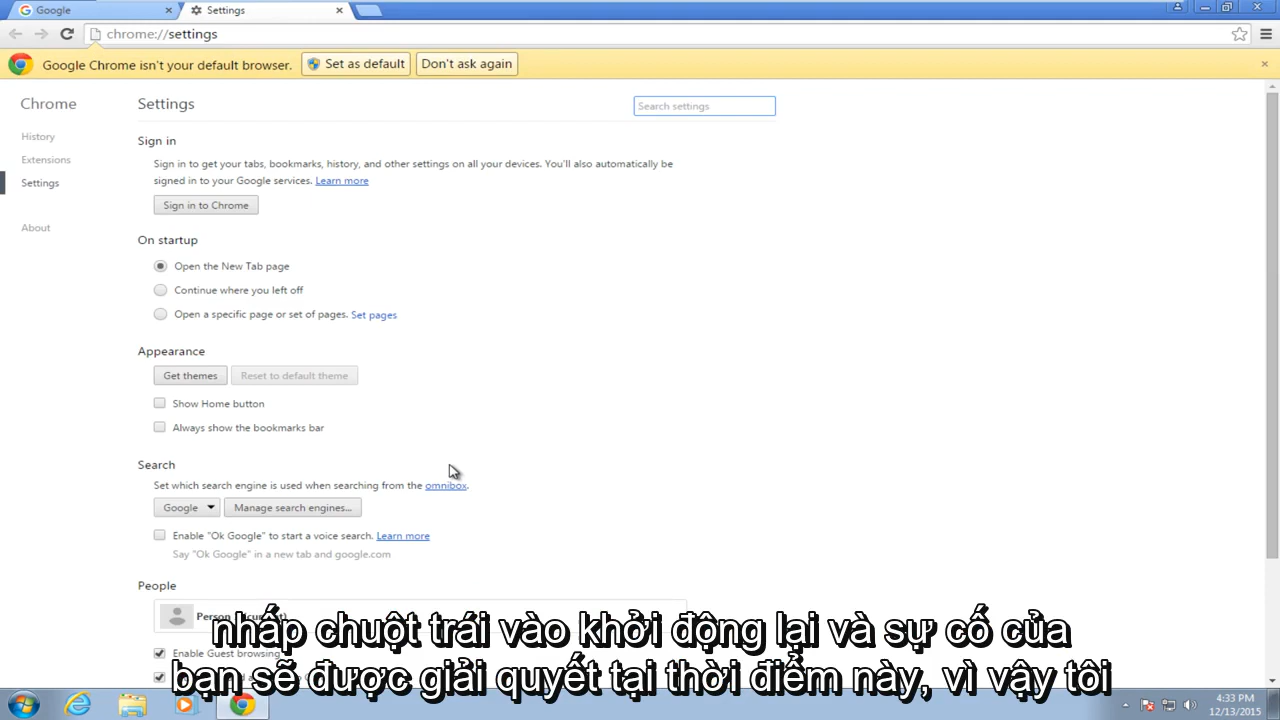 Google
Settings
chrome://settings
Google Chrome isn't your default browser. Set as default Don't ask again
Chrome
History
Extensions
Settings
About
Settings
Search settings
Sign in
Sign in to get your tabs, bookmarks, history, and other settings on all your devices. You'll also automatically be
signed in to your Google services. Learn more
Sign in to Chrome
On startup
Open the New Tab page
Continue where you left off
Open a specific page or set of pages. Set pages
Appearance
Get themes Reset to default theme
Show Home button
Always show the bookmarks bar
Search
Set which search engine is used when searching from the omnibox.
Google Manage search engines...
Enable "Ok Google" to start a voice search. Learn more
Say "Ok Google" in a new tab and google.com
People
Enable Guest browsing
nhấp chuột trái vào khởi động lại và sự cố của
bạn sẽ được giải quyết tại thời điểm này, vì vậy tôi
4:33 PM
12/13/2015